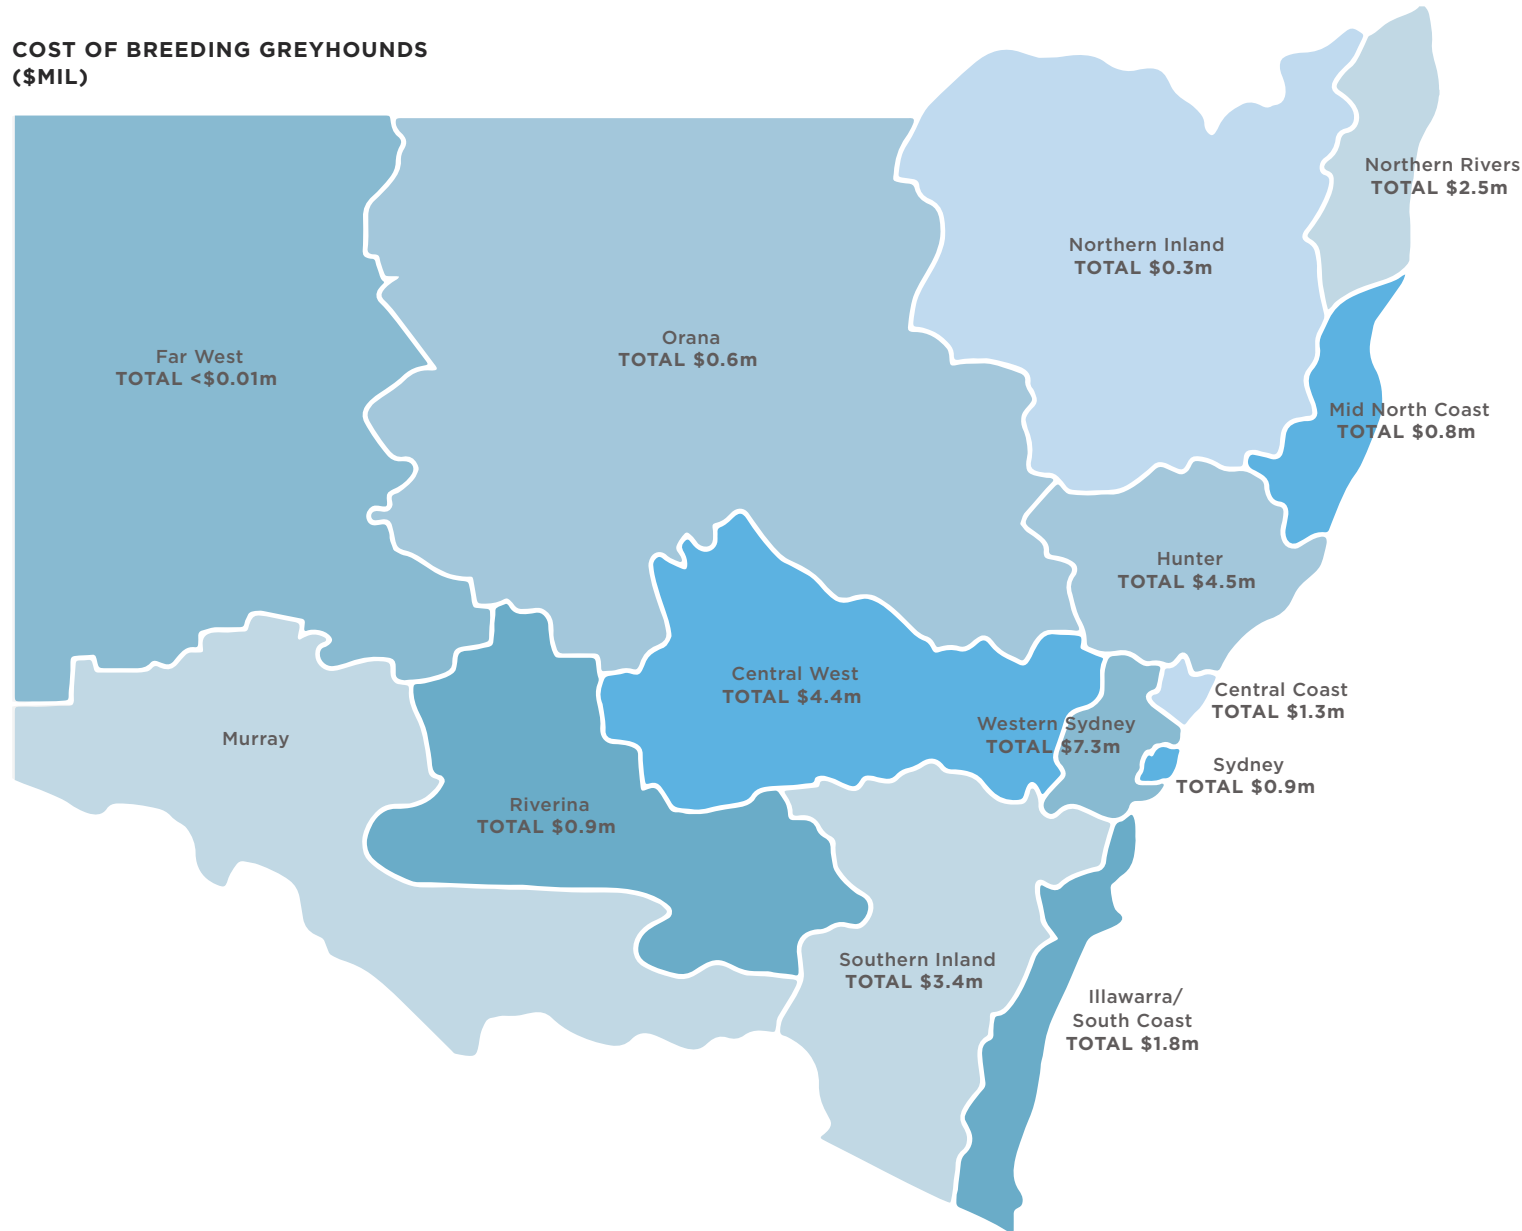 COST OF BREEDING GREYHOUNDS
($MIL)
Northern Rivers
TOTAL $2.5m
Northern Inland
TOTAL $0.3m
Orana
TOTAL $0.6m
Far West
TOTAL <$0.01m
Mid North Coast
TOTAL $0.8m
Hunter
TOTAL $4.5m
Central West
TOTAL $4.4m
Central Coast
TOTAL $1.3m
Western Sydney
TOTAL $7.3m
Murray
Sydney
TOTAL $0.9m
Riverina
TOTAL $0.9m
Southern Inland
TOTAL $3.4m
Illawarra/
South Coast
TOTAL $1.8m